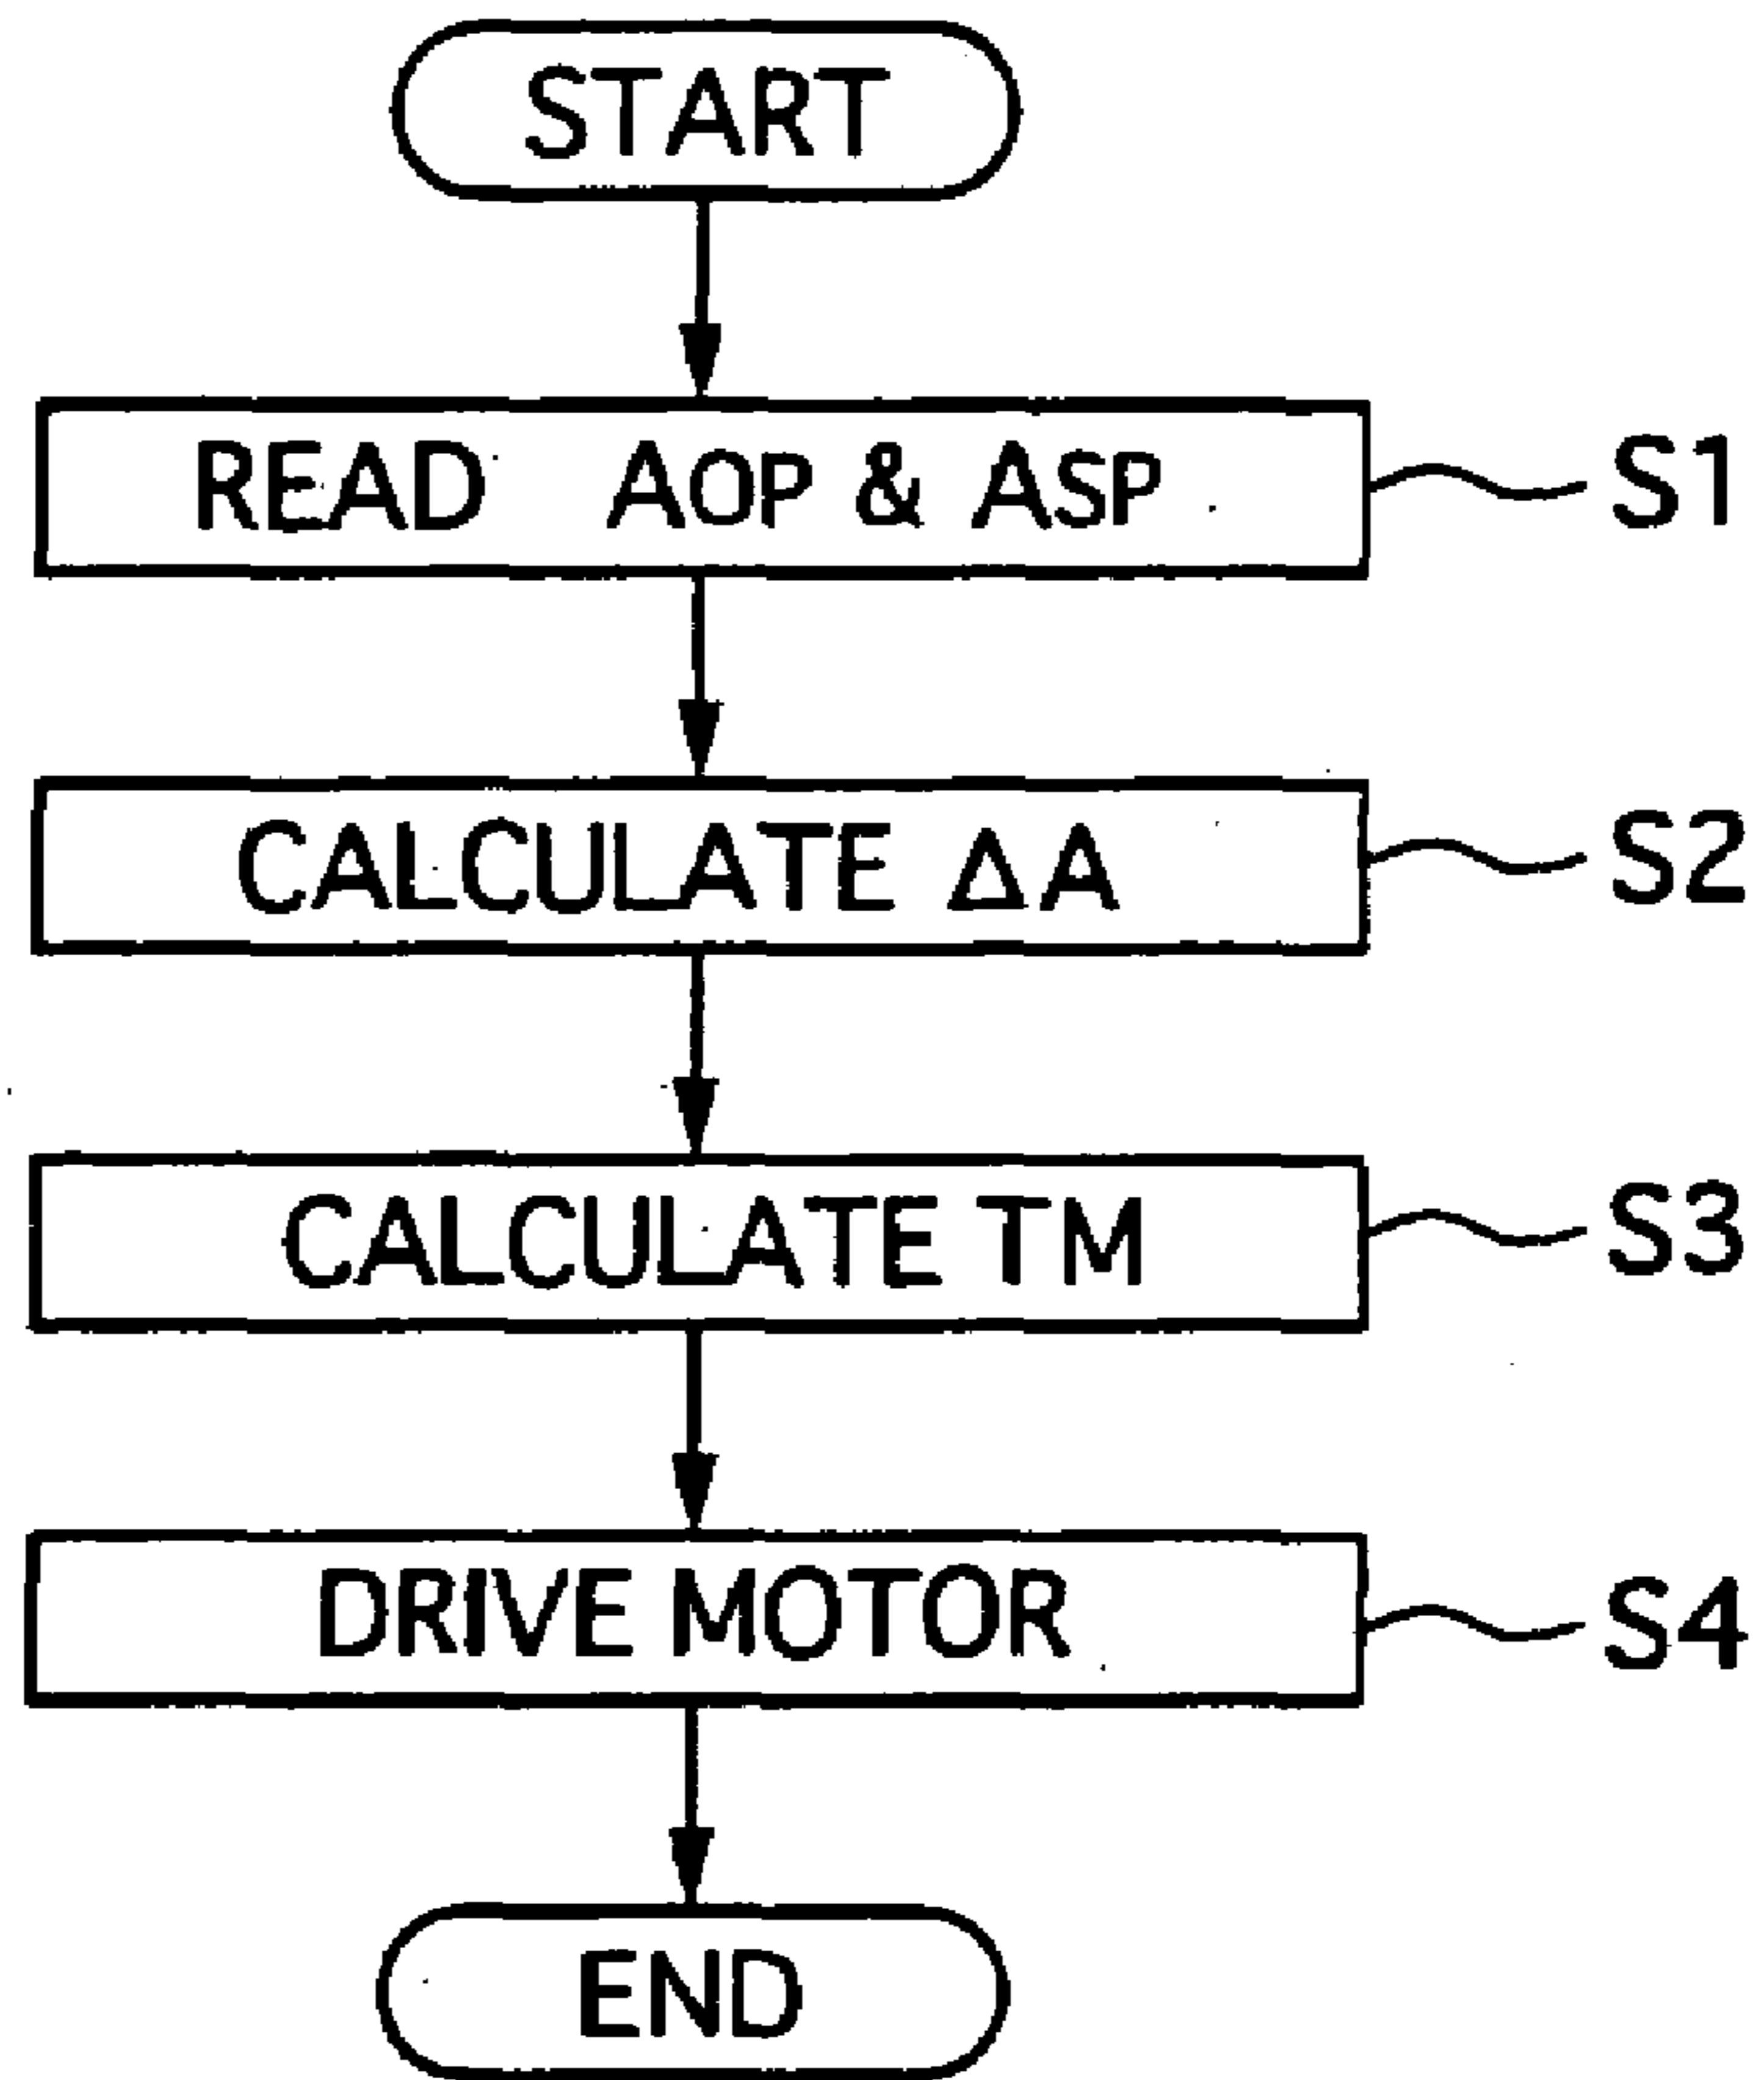 START
READ AOP & ASP S1
CALCULATE ΔA S2
CALCULATE TM S3
DRIVE MOTOR S4
END